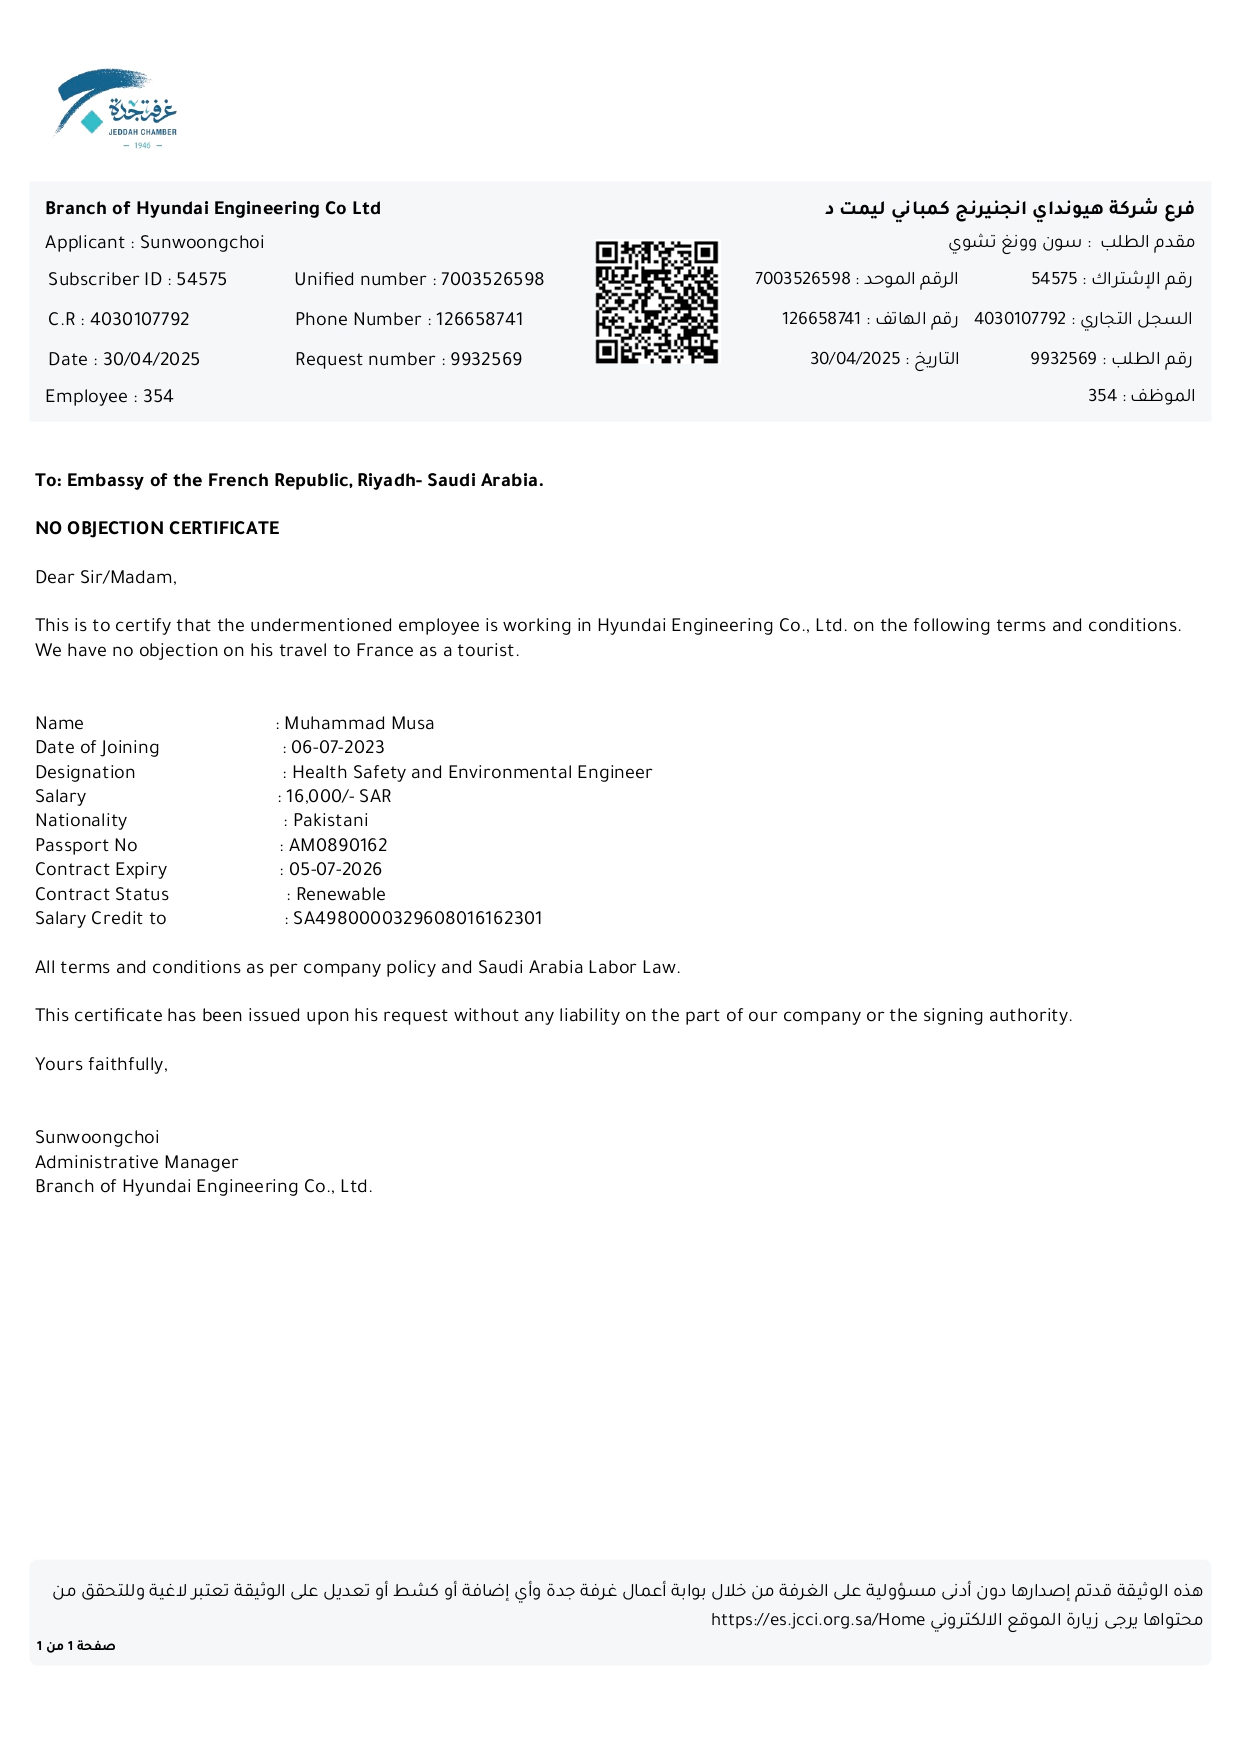 غرفة جدة
JEDDAH CHAMBER
– 1946 –
Branch of Hyundai Engineering Co Ltd
فرع شركة هيونداي انجنيرنج كمباني ليمت د
Applicant : Sunwoongchoi
مقدم الطلب : سون وونغ تشوي
Subscriber ID : 54575 Unified number : 7003526598
رقم الإشتراك : 54575 الرقم الموحد : 7003526598
C.R : 4030107792 Phone Number : 126658741
السجل التجاري : 4030107792 رقم الهاتف : 126658741
Date : 30/04/2025 Request number : 9932569
رقم الطلب : 9932569 التاريخ : 30/04/2025
Employee : 354
الموظف : 354
To: Embassy of the French Republic, Riyadh- Saudi Arabia.
NO OBJECTION CERTIFICATE
Dear Sir/Madam,
This is to certify that the undermentioned employee is working in Hyundai Engineering Co., Ltd. on the following terms and conditions.
We have no objection on his travel to France as a tourist.
Name : Muhammad Musa
Date of Joining : 06-07-2023
Designation : Health Safety and Environmental Engineer
Salary : 16,000/- SAR
Nationality : Pakistani
Passport No : AM0890162
Contract Expiry : 05-07-2026
Contract Status : Renewable
Salary Credit to : SA4980000329608016162301
All terms and conditions as per company policy and Saudi Arabia Labor Law.
This certificate has been issued upon his request without any liability on the part of our company or the signing authority.
Yours faithfully,
Sunwoongchoi
Administrative Manager
Branch of Hyundai Engineering Co., Ltd.
هذه الوثيقة قدتم إصدارها دون أدنى مسؤولية على الغرفة من خلال بوابة أعمال غرفة جدة وأي إضافة أو كشط أو تعديل على الوثيقة تعتبر لاغية وللتحقق من
محتواها يرجى زيارة الموقع الالكتروني https://es.jcci.org.sa/Home
صفحة 1 من 1